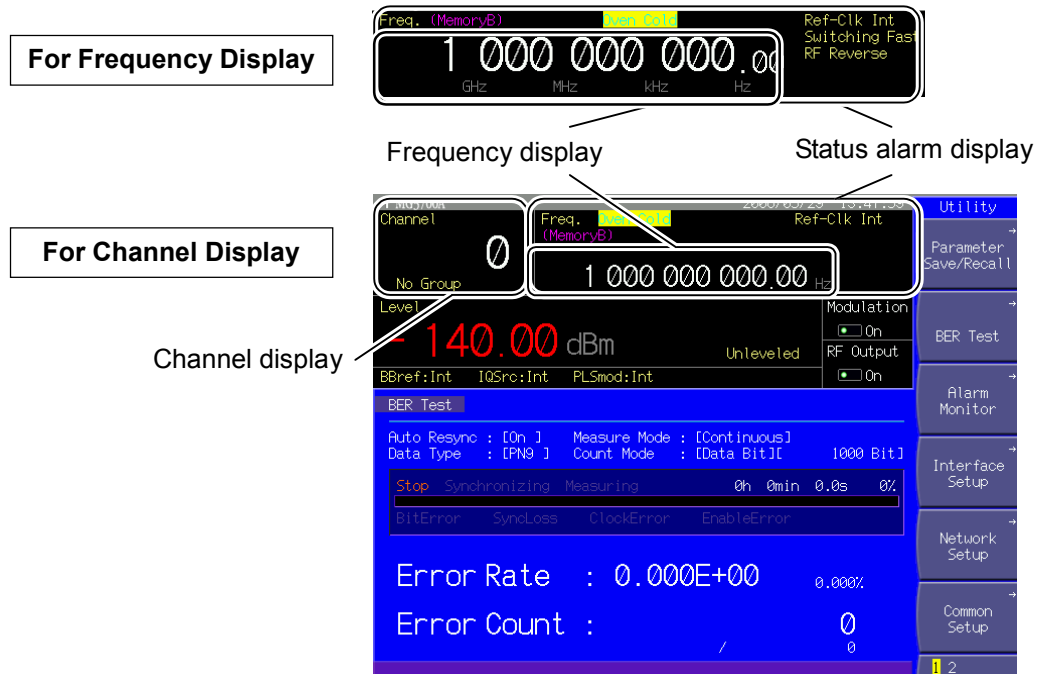 For Frequency Display
Freq. (MemoryB) Oven Cold Ref-Clk Int
Switching Fast
RF Reverse
1 000 000 000.00
GHz MHz kHz Hz
Frequency display
Status alarm display
For Channel Display
Channel
0
No Group
Channel display
Freq. Oven Cold Ref-Clk Int
(MemoryB)
1 000 000 000.00 Hz
Level
- 140.00 dBm
Unleveled
Modulation
On
RF Output
On
BBref:Int IQSrc:Int PLSmod:Int
BER Test
Auto Resync : [On ] Measure Mode : [Continuous]
Data Type : [PN9 ] Count Mode : [Data Bit][ 1000 Bit]
Stop Synchronizing Measuring 0h 0min 0.0s 0%
BitError SyncLoss ClockError EnableError
Error Rate : 0.000E+00 0.000%
Error Count : 0
/ 0
Utility
Parameter
Save/Recall
→
BER Test
→
Alarm
Monitor
→
Interface
Setup
→
Network
Setup
→
Common
Setup
→
1 2